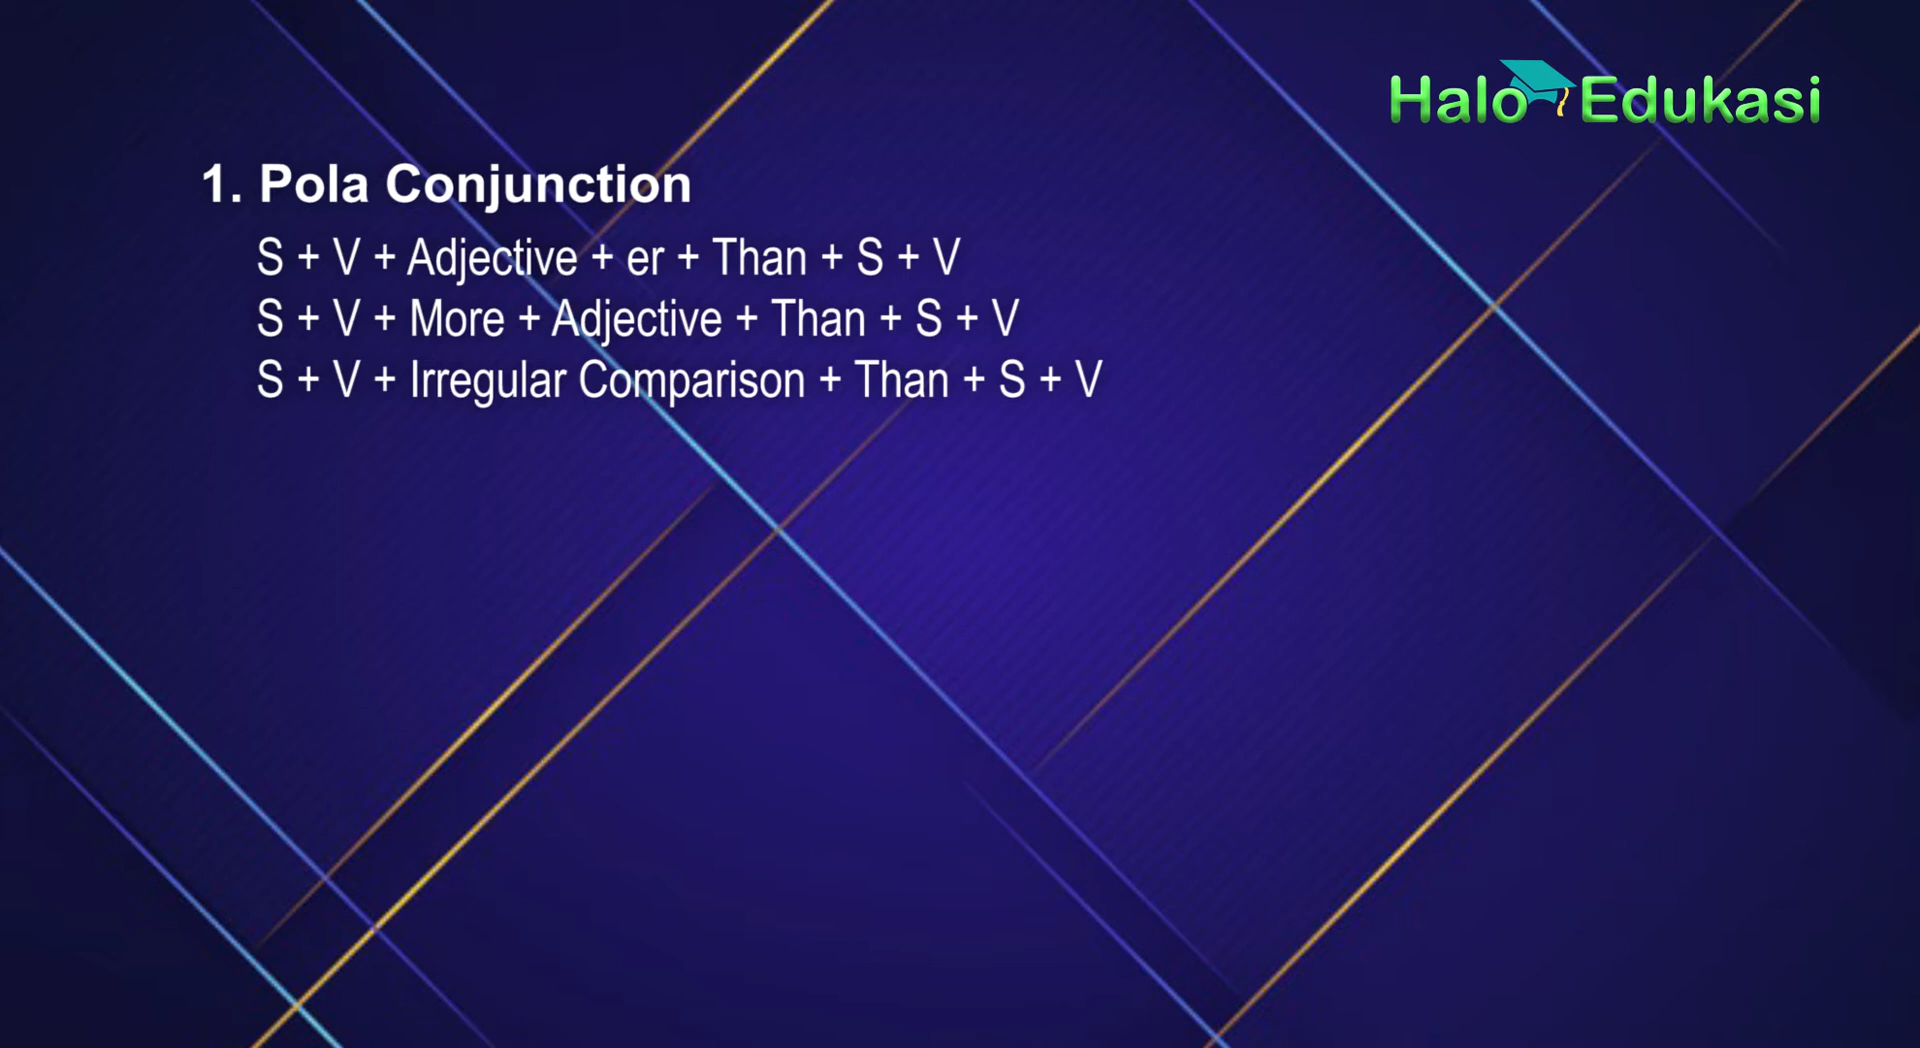 Halo Edukasi
1. Pola Conjunction
S + V + Adjective + er + Than + S + V
S + V + More + Adjective + Than + S + V
S + V + Irregular Comparison + Than + S + V